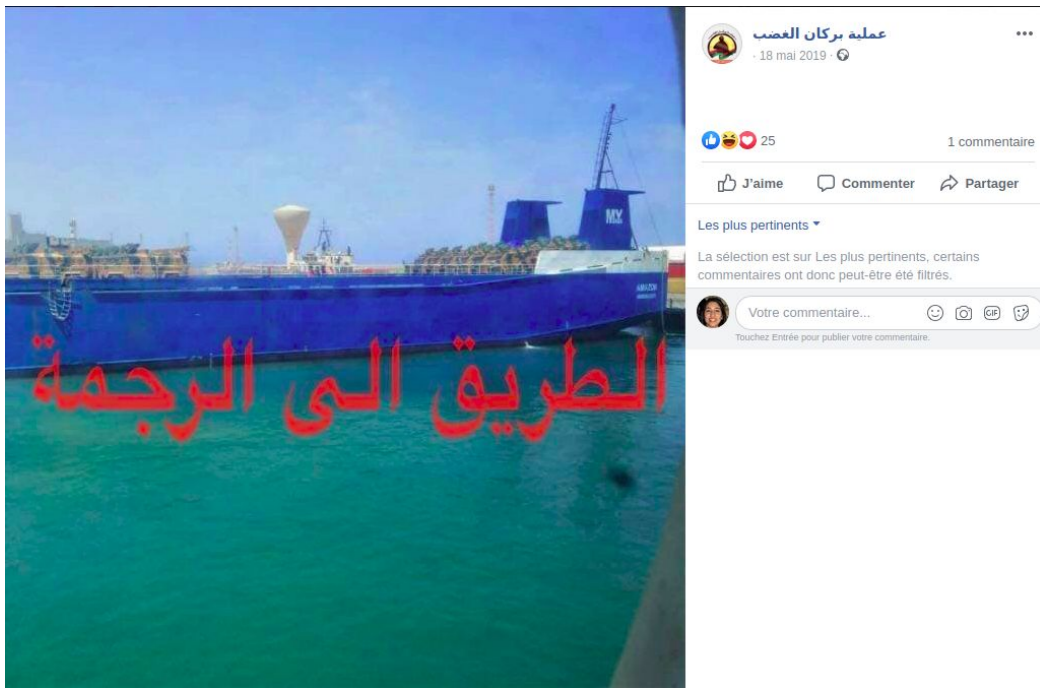 MY
AMAZON
الطريق الى الرجمة
عملية بركان الغضب
· 18 mai 2019 ·
25
1 commentaire
J'aime
Commenter
Partager
Les plus pertinents
La sélection est sur Les plus pertinents, certains
commentaires ont donc peut-être été filtrés.
Votre commentaire...
GIF
Touchez Entrée pour publier votre commentaire.